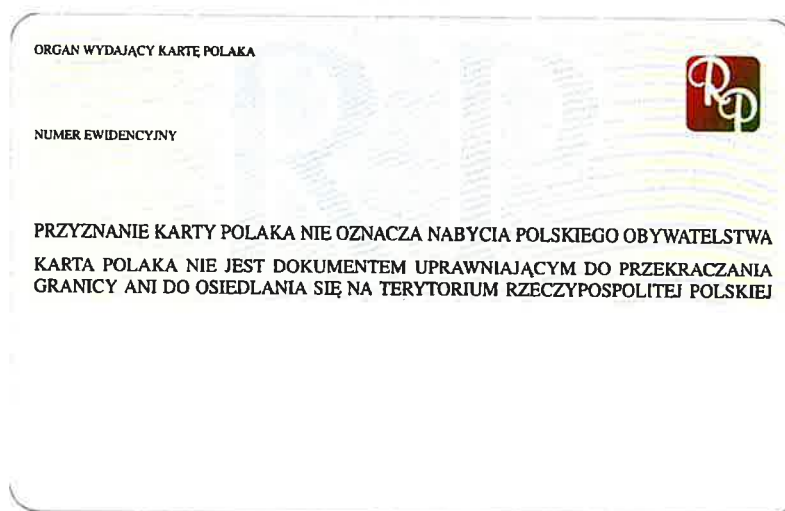 ORGAN WYDAJĄCY KARTĘ POLAKA
RP
NUMER EWIDENCYJNY
PRZYZNANIE KARTY POLAKA NIE OZNACZA NABYCIA POLSKIEGO OBYWATELSTWA
KARTA POLAKA NIE JEST DOKUMENTEM UPRAWNIAJĄCYM DO PRZEKRACZANIA
GRANICY ANI DO OSIEDLANIA SIĘ NA TERYTORIUM RZECZYPOSPOLITEJ POLSKIEJ